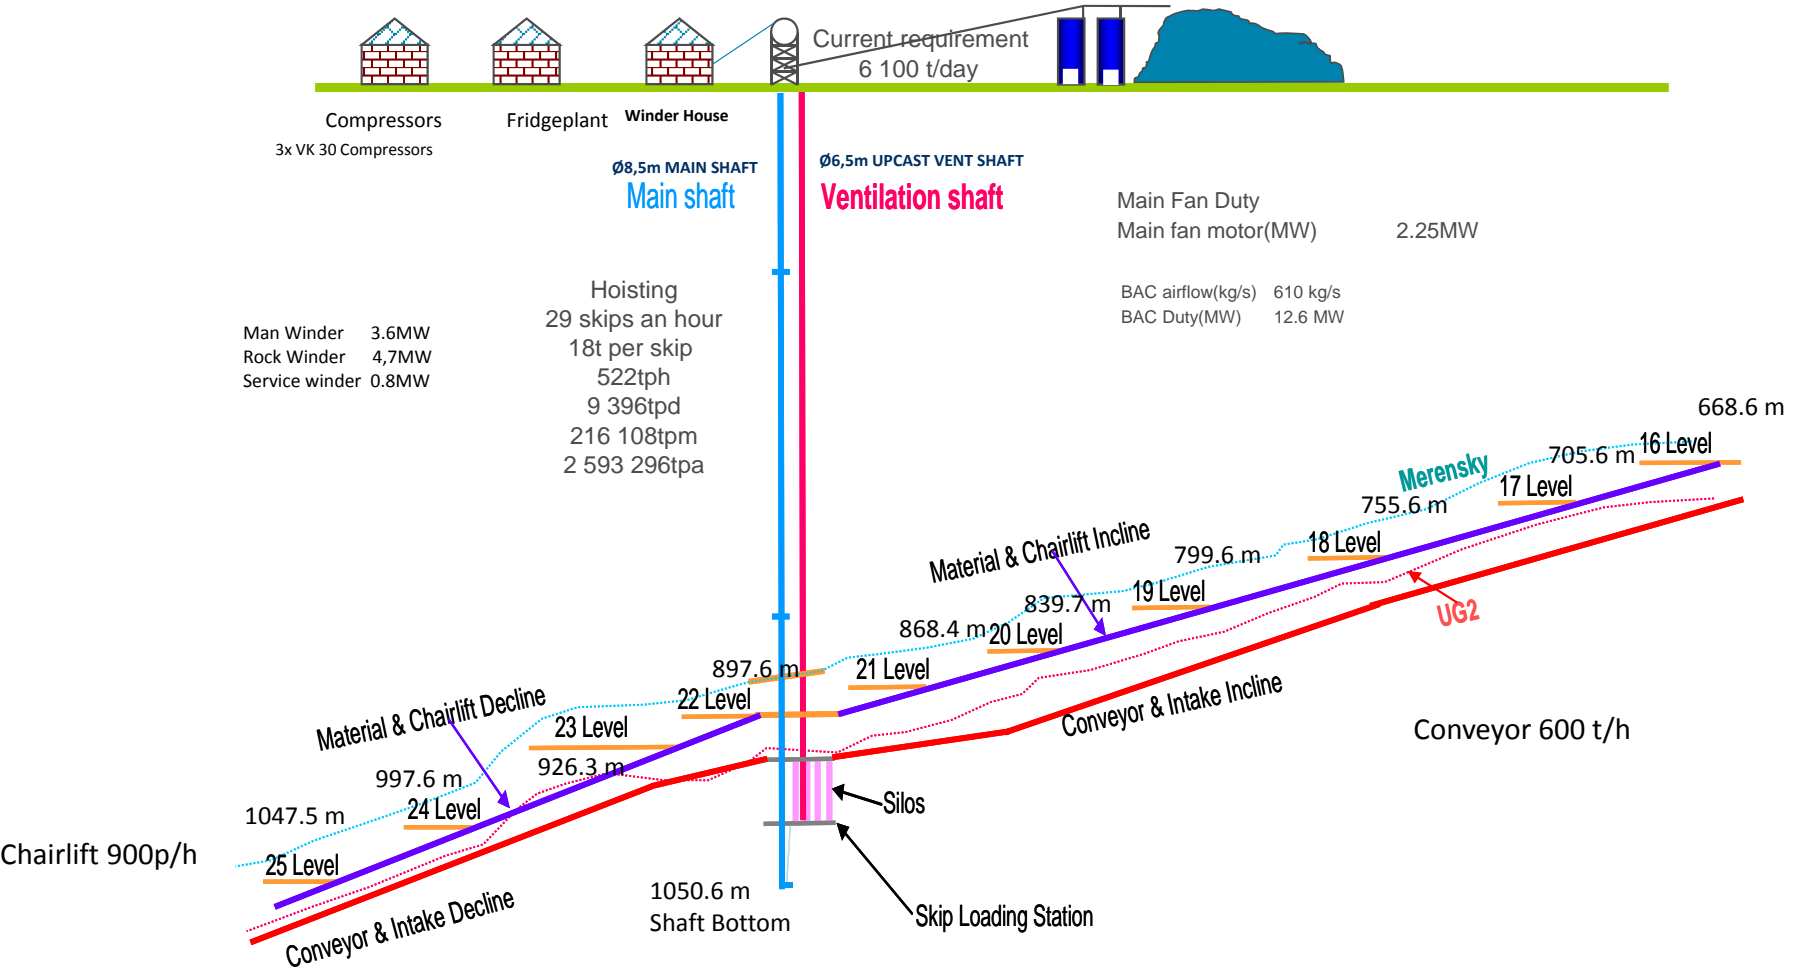 Current requirement
6 100 t/day
Compressors
3x VK 30 Compressors
Fridgeplant
Winder House
Ø8,5m MAIN SHAFT
Main shaft
Ø6,5m UPCAST VENT SHAFT
Ventilation shaft
Main Fan Duty
Main fan motor(MW) 2.25MW
BAC airflow(kg/s) 610 kg/s
BAC Duty(MW) 12.6 MW
Hoisting
29 skips an hour
18t per skip
522tph
9 396tpd
216 108tpm
2 593 296tpa
Man Winder 3.6MW
Rock Winder 4,7MW
Service winder 0.8MW
668.6 m
16 Level
705.6 m
Merensky
17 Level
755.6 m
18 Level
799.6 m
Material & Chairlift Incline
19 Level
839.7 m
UG2
868.4 m
20 Level
897.6 m
21 Level
22 Level
Conveyor & Intake Incline
Material & Chairlift Decline
23 Level
Conveyor 600 t/h
926.3 m
997.6 m
24 Level
Silos
1047.5 m
Chairlift 900p/h
25 Level
1050.6 m
Shaft Bottom
Skip Loading Station
Conveyor & Intake Decline